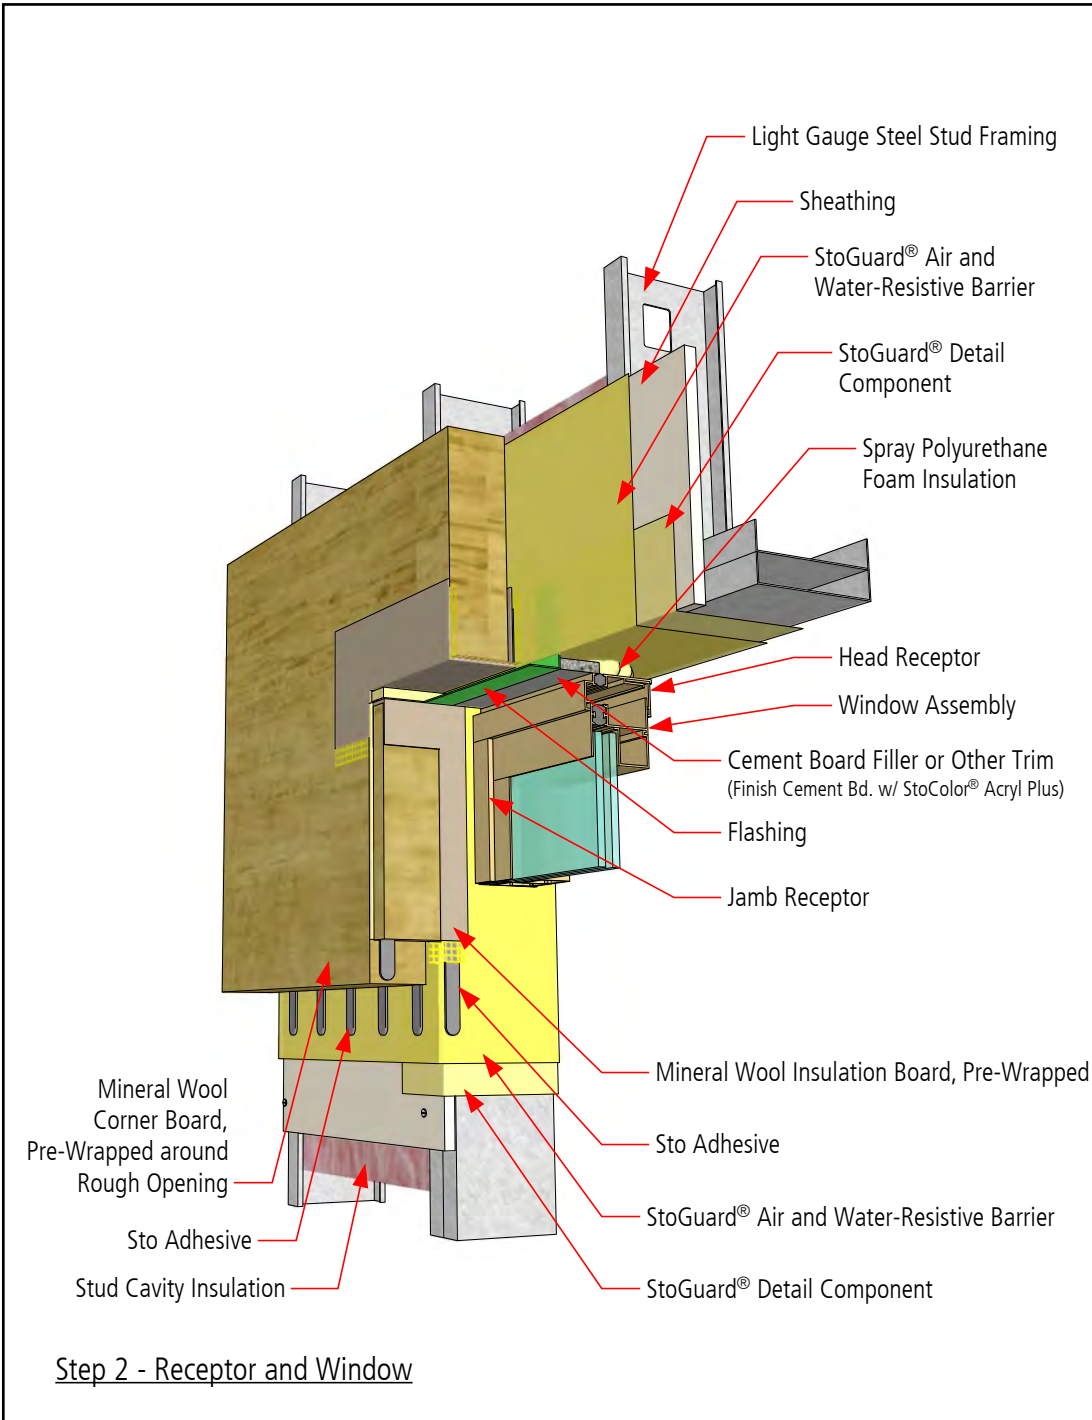 Light Gauge Steel Stud Framing
Sheathing
StoGuard® Air and
Water-Resistive Barrier
StoGuard® Detail
Component
Spray Polyurethane
Foam Insulation
Head Receptor
Window Assembly
Cement Board Filler or Other Trim
(Finish Cement Bd. w/ StoColor® Acryl Plus)
Flashing
Jamb Receptor
Mineral Wool Insulation Board, Pre-Wrapped
Sto Adhesive
StoGuard® Air and Water-Resistive Barrier
StoGuard® Detail Component
Mineral Wool
Corner Board,
Pre-Wrapped around
Rough Opening
Sto Adhesive
Stud Cavity Insulation
Step 2 - Receptor and Window